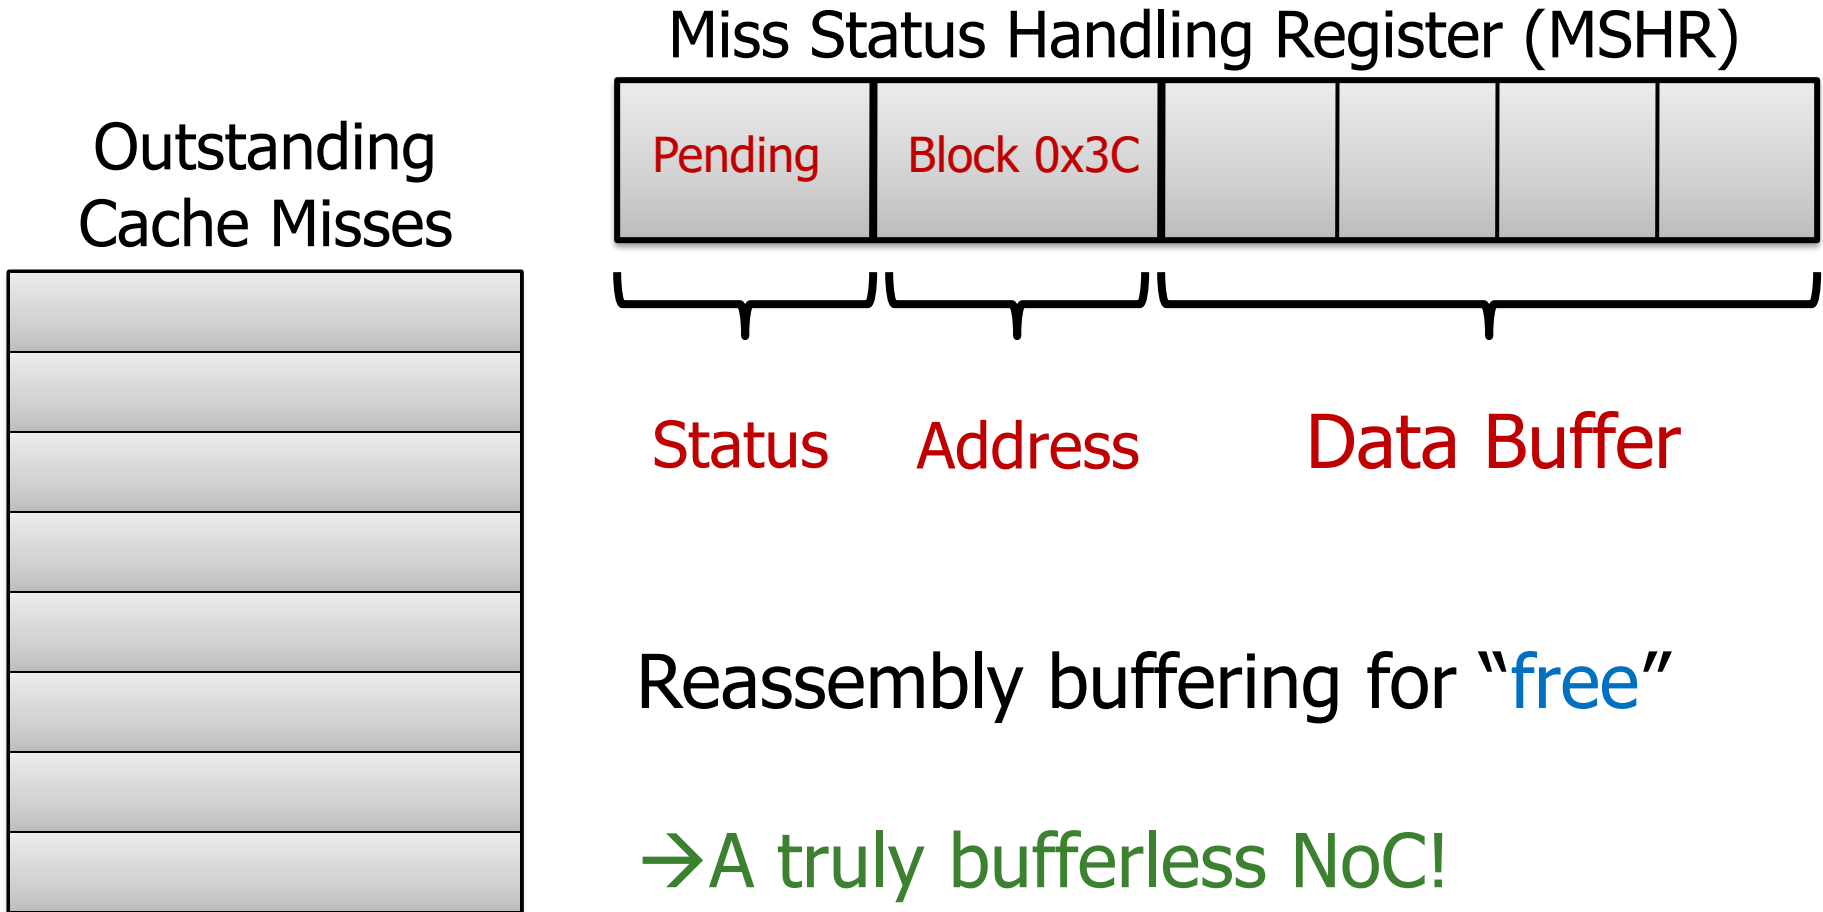 Miss Status Handling Register (MSHR)
Outstanding
Cache Misses
Pending
Block 0x3C
Status
Address
Data Buffer
Reassembly buffering for “free”
→A truly bufferless NoC!